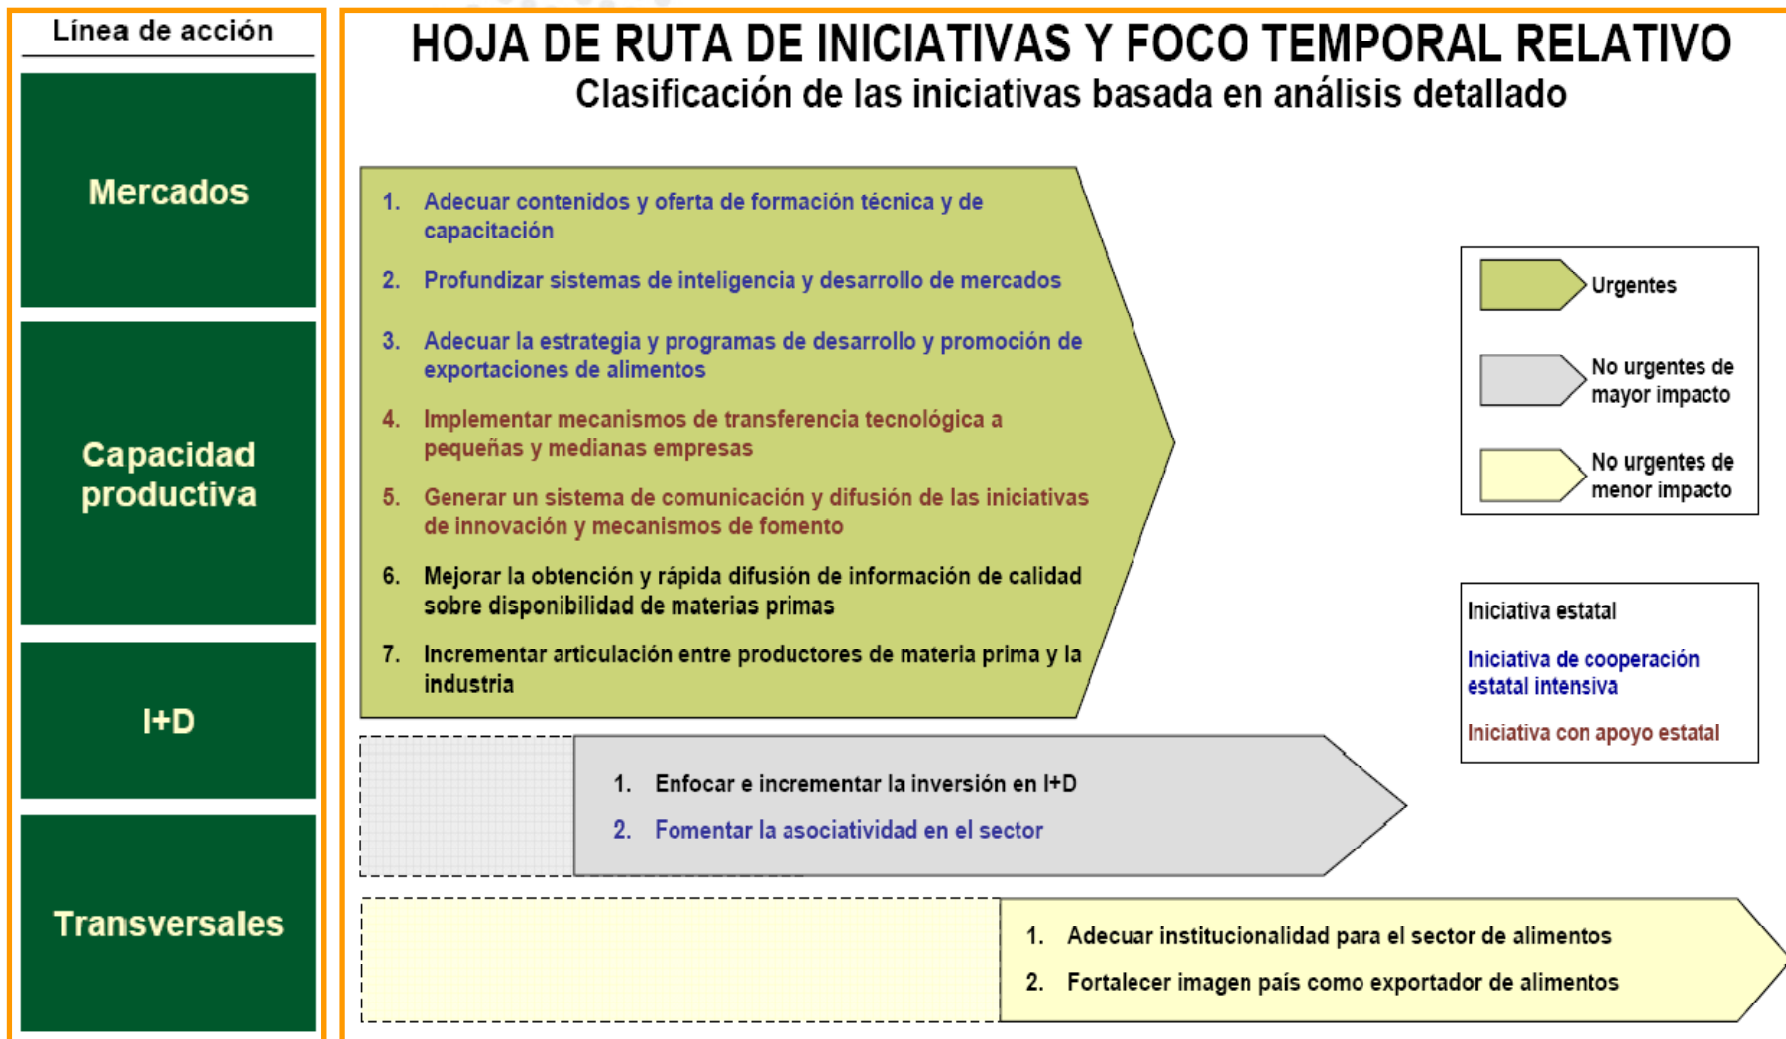 Línea de acción
Mercados
Capacidad
productiva
I+D
Transversales
HOJA DE RUTA DE INICIATIVAS Y FOCO TEMPORAL RELATIVO
Clasificación de las iniciativas basada en análisis detallado
1. Adecuar contenidos y oferta de formación técnica y de
capacitación
2. Profundizar sistemas de inteligencia y desarrollo de mercados
3. Adecuar la estrategia y programas de desarrollo y promoción de
exportaciones de alimentos
4. Implementar mecanismos de transferencia tecnológica a
pequeñas y medianas empresas
5. Generar un sistema de comunicación y difusión de las iniciativas
de innovación y mecanismos de fomento
6. Mejorar la obtención y rápida difusión de información de calidad
sobre disponibilidad de materias primas
7. Incrementar articulación entre productores de materia prima y la
industria
1. Enfocar e incrementar la inversión en I+D
2. Fomentar la asociatividad en el sector
1. Adecuar institucionalidad para el sector de alimentos
2. Fortalecer imagen país como exportador de alimentos
Urgentes
No urgentes de
mayor impacto
No urgentes de
menor impacto
Iniciativa estatal
Iniciativa de cooperación
estatal intensiva
Iniciativa con apoyo estatal